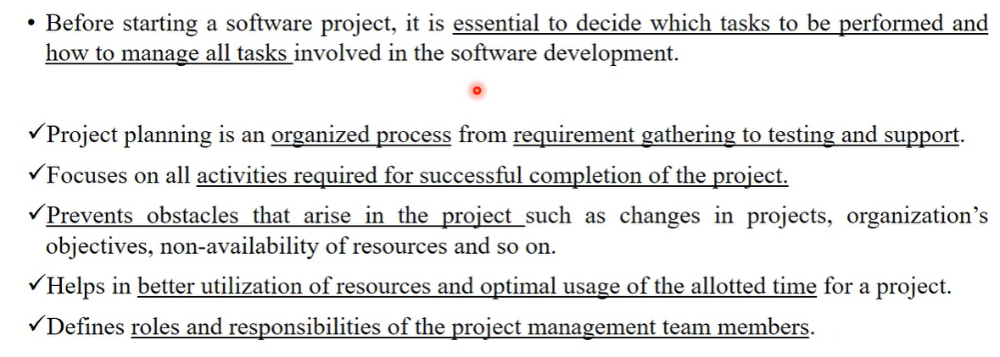 • Before starting a software project, it is essential to decide which tasks to be performed and
how to manage all tasks involved in the software development.
✓Project planning is an organized process from requirement gathering to testing and support.
✓Focuses on all activities required for successful completion of the project.
✓Prevents obstacles that arise in the project such as changes in projects, organization’s
objectives, non-availability of resources and so on.
✓Helps in better utilization of resources and optimal usage of the allotted time for a project.
✓Defines roles and responsibilities of the project management team members.